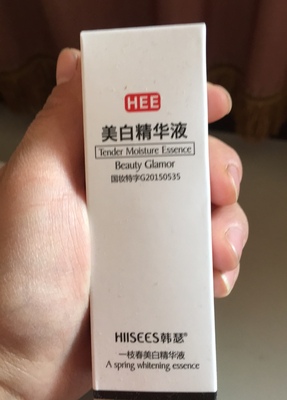 HEE
美白精华液
Tender Moisture Essence
Beauty Glamor
国妆特字G20150535
HIISEES韩瑟®
一枝春美白精华液
A spring whitening essence